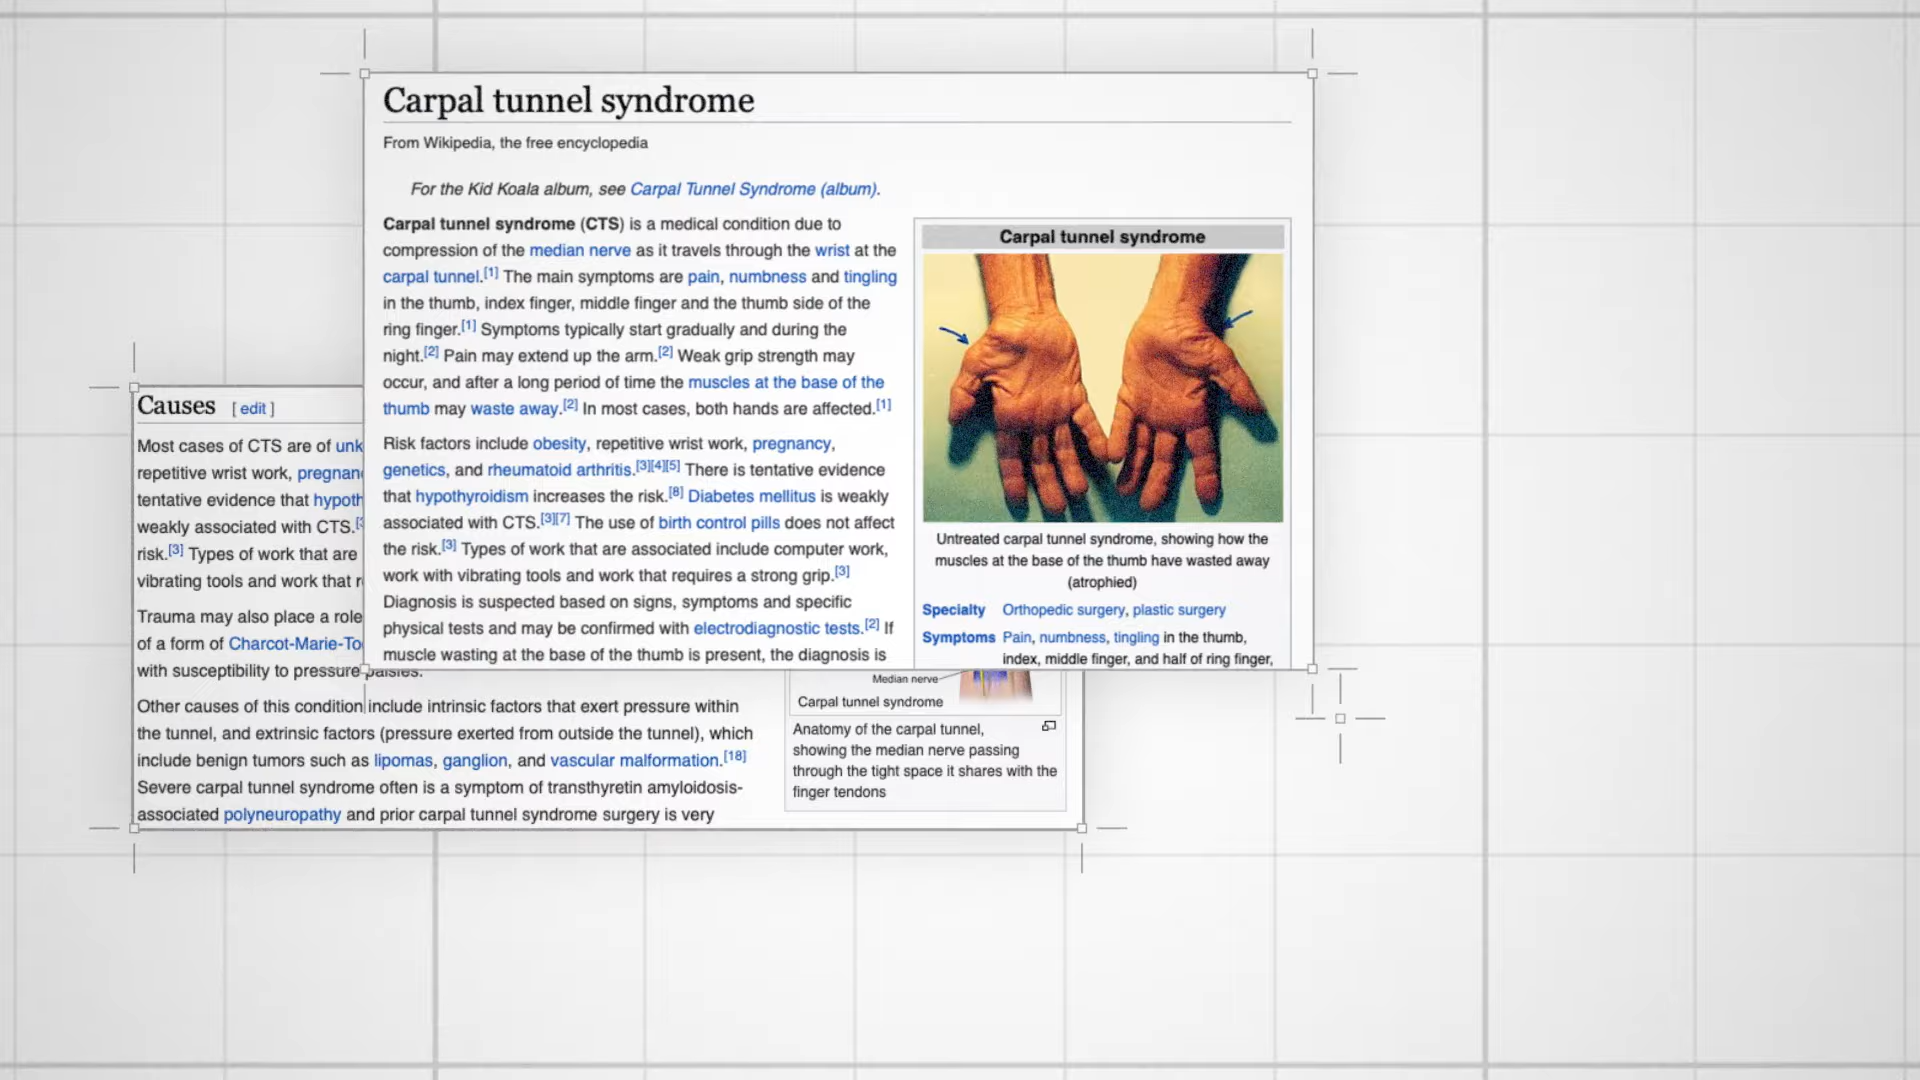 Carpal tunnel syndrome
From Wikipedia, the free encyclopedia
For the Kid Koala album, see Carpal Tunnel Syndrome (album).
Carpal tunnel syndrome (CTS) is a medical condition due to
compression of the median nerve as it travels through the wrist at the
carpal tunnel.[1] The main symptoms are pain, numbness and tingling
in the thumb, index finger, middle finger and the thumb side of the
ring finger.[1] Symptoms typically start gradually and during the
night.[2] Pain may extend up the arm.[2] Weak grip strength may
occur, and after a long period of time the muscles at the base of the
thumb may waste away.[2] In most cases, both hands are affected.[1]
Risk factors include obesity, repetitive wrist work, pregnancy,
genetics, and rheumatoid arthritis.[3][4][5] There is tentative evidence
that hypothyroidism increases the risk.[8] Diabetes mellitus is weakly
associated with CTS.[3][7] The use of birth control pills does not affect
the risk.[3] Types of work that are associated include computer work,
work with vibrating tools and work that requires a strong grip.[3]
Diagnosis is suspected based on signs, symptoms and specific
physical tests and may be confirmed with electrodiagnostic tests.[2] If
muscle wasting at the base of the thumb is present, the diagnosis is
Carpal tunnel syndrome
Untreated carpal tunnel syndrome, showing how the
muscles at the base of the thumb have wasted away
(atrophied)
Specialty Orthopedic surgery, plastic surgery
Symptoms Pain, numbness, tingling in the thumb,
index, middle finger, and half of ring finger,
Causes [ edit ]
Most cases of CTS are of
repetitive wrist work,
tentative evidence that
weakly associated with CTS.
risk.[3] Types of work that are
vibrating tools and work that
Trauma may also place a role
of a form of
with susceptibility to pressure palsies.
Other causes of this condition include intrinsic factors that exert pressure within
the tunnel, and extrinsic factors (pressure exerted from outside the tunnel), which
include benign tumors such as lipomas, ganglion, and vascular malformation.[18]
Severe carpal tunnel syndrome often is a symptom of transthyretin amyloidosis-
associated polyneuropathy and prior carpal tunnel syndrome surgery is very
Median nerve
Carpal tunnel syndrome
Anatomy of the carpal tunnel,
showing the median nerve passing
through the tight space it shares with the
finger tendons